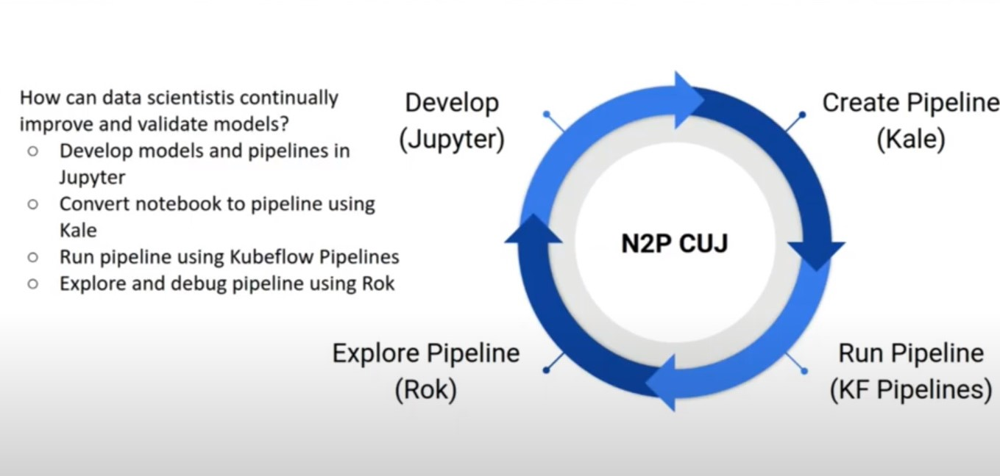 How can data scientistis continually
improve and validate models?
○ Develop models and pipelines in
Jupyter
○ Convert notebook to pipeline using
Kale
○ Run pipeline using Kubeflow Pipelines
○ Explore and debug pipeline using Rok
Develop
(Jupyter)
Create Pipeline
(Kale)
N2P CUJ
Explore Pipeline
(Rok)
Run Pipeline
(KF Pipelines)